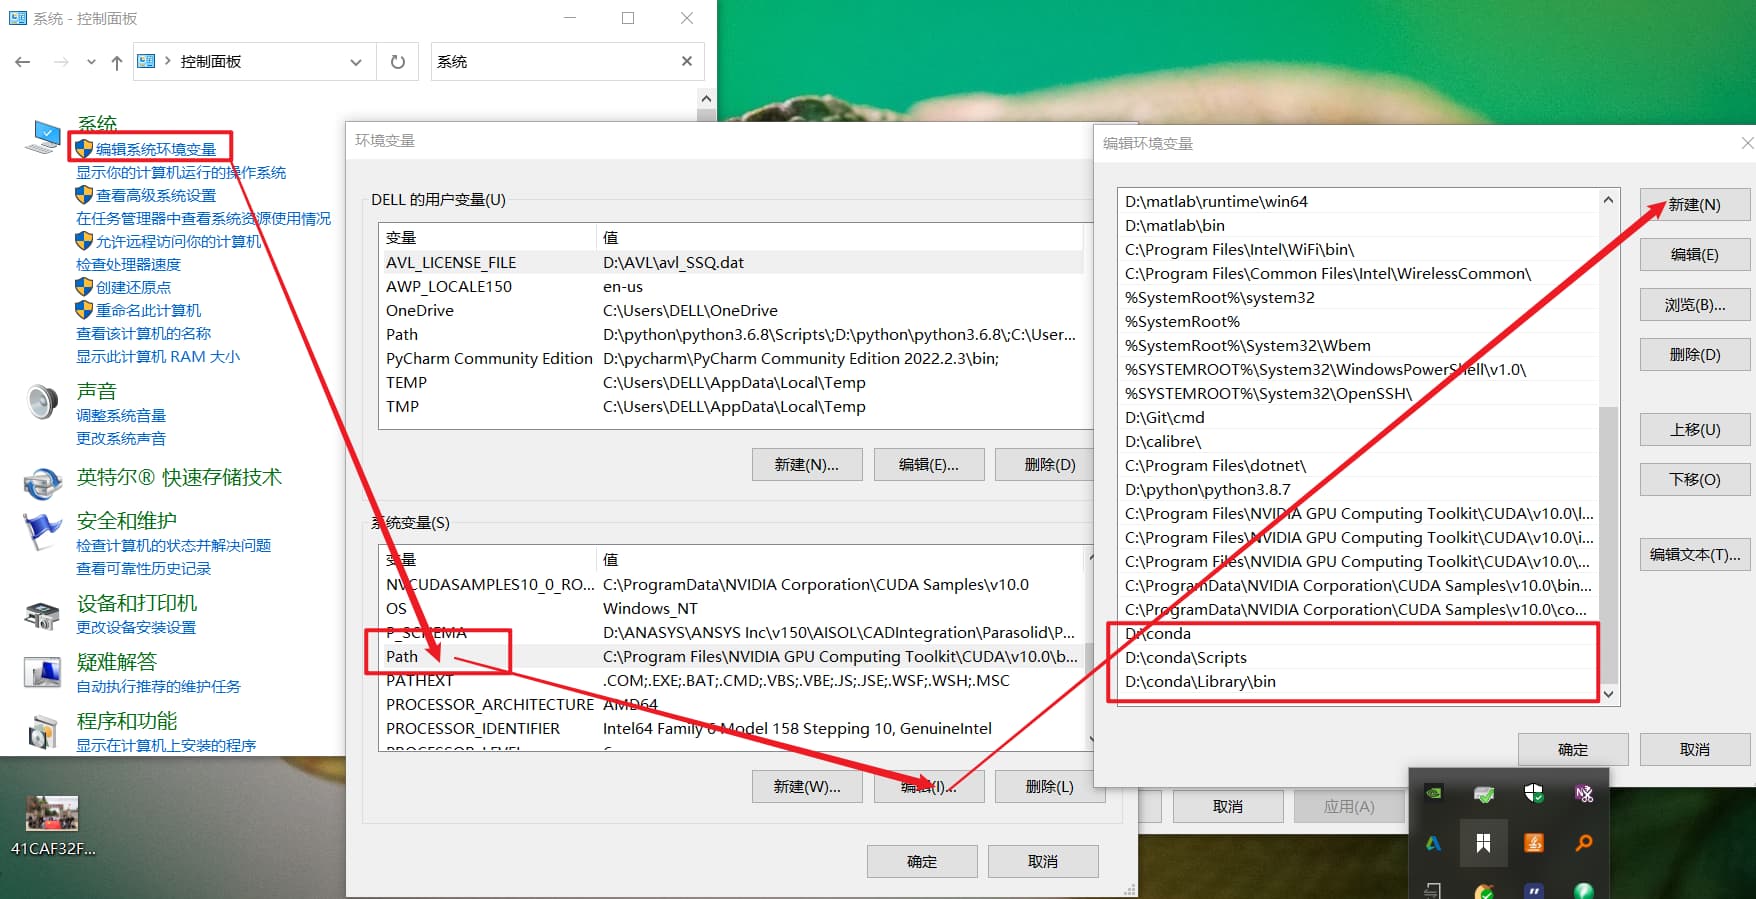 系统 - 控制面板
控制面板
系统
系统
编辑系统环境变量
显示你的计算机运行的操作系统
查看高级系统设置
在任务管理器中查看系统资源使用情况
允许远程访问你的计算机
检查处理器速度
创建还原点
重命名此计算机
查看该计算机的名称
显示此计算机 RAM 大小
声音
调整系统音量
更改系统声音
英特尔® 快速存储技术
安全和维护
检查计算机的状态并解决问题
查看可靠性历史记录
设备和打印机
更改设备安装设置
疑难解答
自动执行推荐的维护任务
程序和功能
显示在计算机上安装的程序
41CAF32F...
环境变量
DELL 的用户变量(U)
变量 值
AVL_LICENSE_FILE D:\AVL\avl_SSQ.dat
AWP_LOCALE150 en-us
OneDrive C:\Users\DELL\OneDrive
Path D:\python\python3.6.8\Scripts\;D:\python\python3.6.8\;C:\User...
PyCharm Community Edition D:\pycharm\PyCharm Community Edition 2022.2.3\bin;
TEMP C:\Users\DELL\AppData\Local\Temp
TMP C:\Users\DELL\AppData\Local\Temp
新建(N)... 编辑(E)... 删除(D)
系统变量(S)
变量 值
NVCUDASAMPLES10_0_RO... C:\ProgramData\NVIDIA Corporation\CUDA Samples\v10.0
OS Windows_NT
P_SCHEMA D:\ANASYS\ANSYS Inc\v150\AISOL\CADIntegration\Parasolid\P...
Path C:\Program Files\NVIDIA GPU Computing Toolkit\CUDA\v10.0\b...
PATHEXT .COM;.EXE;.BAT;.CMD;.VBS;.VBE;.JS;.JSE;.WSF;.WSH;.MSC
PROCESSOR_ARCHITECTURE AMD64
PROCESSOR_IDENTIFIER Intel64 Family 6 Model 158 Stepping 10, GenuineIntel
PROCESSOR_LEVEL 6
新建(W)... 编辑(I)... 删除(L)
确定 取消
取消 应用(A)
编辑环境变量
D:\matlab\runtime\win64
D:\matlab\bin
C:\Program Files\Intel\WiFi\bin\
C:\Program Files\Common Files\Intel\WirelessCommon\
%SystemRoot%\system32
%SystemRoot%
%SystemRoot%\System32\Wbem
%SYSTEMROOT%\System32\WindowsPowerShell\v1.0\
%SYSTEMROOT%\System32\OpenSSH\
D:\Git\cmd
D:\calibre\
C:\Program Files\dotnet\
D:\python\python3.8.7
C:\Program Files\NVIDIA GPU Computing Toolkit\CUDA\v10.0\l...
C:\Program Files\NVIDIA GPU Computing Toolkit\CUDA\v10.0\i...
C:\Program Files\NVIDIA GPU Computing Toolkit\CUDA\v10.0\...
C:\ProgramData\NVIDIA Corporation\CUDA Samples\v10.0\bin...
C:\ProgramData\NVIDIA Corporation\CUDA Samples\v10.0\co...
D:\conda
D:\conda\Scripts
D:\conda\Library\bin
新建(N)
编辑(E)
浏览(B)...
删除(D)
上移(U)
下移(O)
编辑文本(T)...
确定 取消